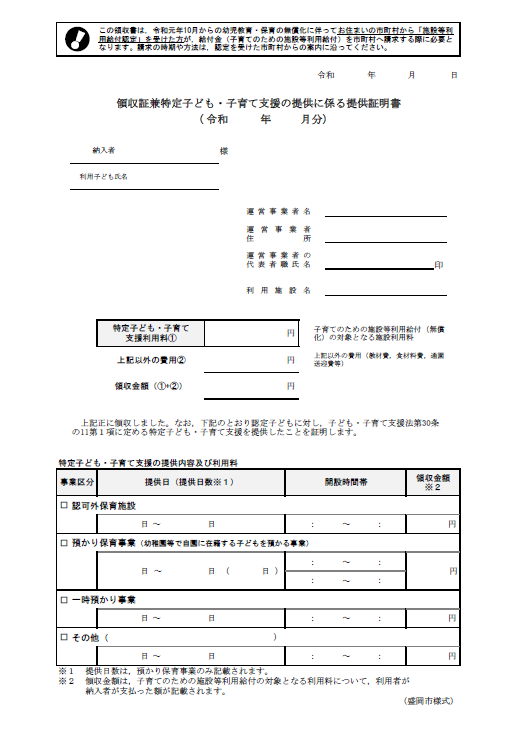 この領収書は，令和元年10月からの幼児教育・保育の無償化に伴ってお住まいの市町村から「施設等利
用給付認定」を受けた方が，給付金（子育てのための施設等利用給付）を市町村へ請求する際に必要と
なります。請求の時期や方法は，認定を受けた市町村からの案内に沿ってください。
令和　　　年　　　月　　　日
領収証兼特定子ども・子育て支援の提供に係る提供証明書
（令和　　　年　　　月分）
納入者　　　様
利用子ども氏名
運営事業者名
運営事業者
住所
運営事業者の
代表者職氏名　　　印
利用施設名
特定子ども・子育て
支援利用料①　　　円
子育てのための施設等利用給付（無償
化）の対象となる施設利用料
上記以外の費用②　　　円
上記以外の費用（教材費，食材料費，通園
送迎費等）
領収金額（①+②）　　　円
上記正に領収しました。なお，下記のとおり認定子どもに対し，子ども・子育て支援法第30条
の11第１項に定める特定子ども・子育て支援を提供したことを証明します。
特定子ども・子育て支援の提供内容及び利用料
事業区分　提供日（提供日数※１）　開設時間帯　領収金額
※２
□ 認可外保育施設
日 ～　　　日　　　：　　～　　：　　　円
□ 預かり保育事業（幼稚園等で自園に在籍する子どもを預かる事業）
：　　～　　：
日 ～　　　日（　　　日）　　　円
：　　～　　：
□ 一時預かり事業
日 ～　　　日　　　：　　～　　：　　　円
□ その他（　　　　　　）
日 ～　　　日　　　：　　～　　：　　　円
※１　提供日数は，預かり保育事業のみ記載されます。
※２　領収金額は，子育てのための施設等利用給付の対象となる利用料について，利用者が
納入者が支払った額が記載されます。
（盛岡市様式）